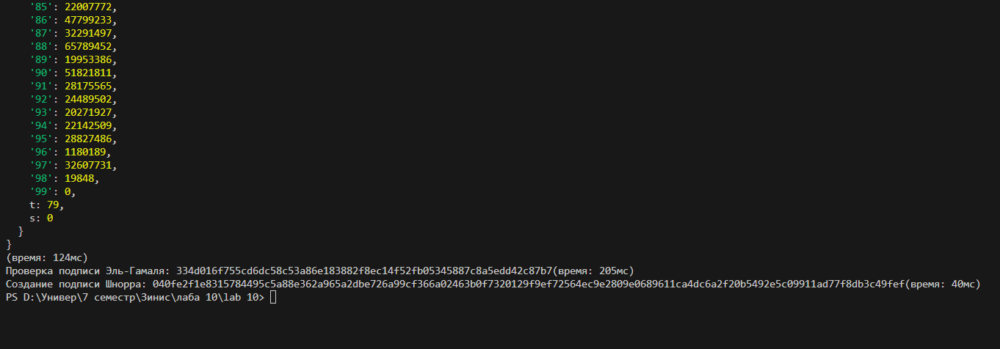 '85': 22007772,
'86': 47799233,
'87': 32291497,
'88': 65789452,
'89': 19953386,
'90': 51821811,
'91': 28175565,
'92': 24489502,
'93': 20271927,
'94': 22142509,
'95': 28827486,
'96': 1180189,
'97': 32607731,
'98': 19848,
'99': 0,
t: 79,
s: 0
}
}
(время: 124мс)
Проверка подписи Эль-Гамаля: 334d016f755cd6dc58c53a86e183882f8ec14f52fb05345887c8a5edd42c87b7(время: 205мс)
Создание подписи Шнорра: 040fe2f1e8315784495c5a88e362a965a2dbe726a99cf366a02463b0f7320129f9ef72564ec9e2809e0689611ca4dc6a2f20b5492e5c09911ad77f8db3c49fef(время: 40мс)
PS D:\Универ\7 семестр\Зинис\лаба 10\lab 10>